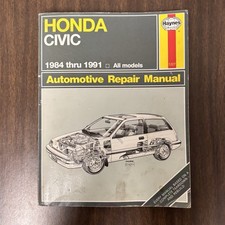 HONDA
CIVIC
Haynes
1984 thru 1991 □ All models
Automotive Repair Manual